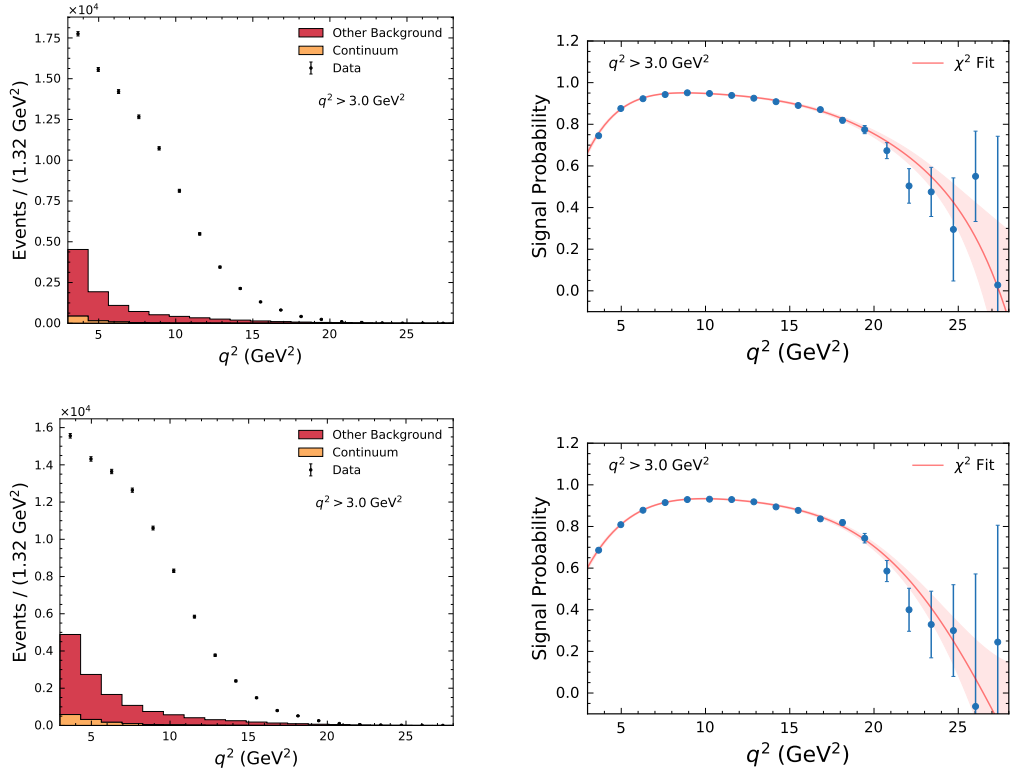 ×10⁴
Other Background
Continuum
Data
q² > 3.0 GeV²
Events / (1.32 GeV²)
1.75
1.50
1.25
1.00
0.75
0.50
0.25
0.00
5 10 15 20 25
q² (GeV²)
q² > 3.0 GeV²
χ² Fit
Signal Probability
1.2
1.0
0.8
0.6
0.4
0.2
0.0
5 10 15 20 25
q² (GeV²)
×10⁴
Other Background
Continuum
Data
q² > 3.0 GeV²
Events / (1.32 GeV²)
1.6
1.4
1.2
1.0
0.8
0.6
0.4
0.2
0.0
5 10 15 20 25
q² (GeV²)
q² > 3.0 GeV²
χ² Fit
Signal Probability
1.2
1.0
0.8
0.6
0.4
0.2
0.0
5 10 15 20 25
q² (GeV²)